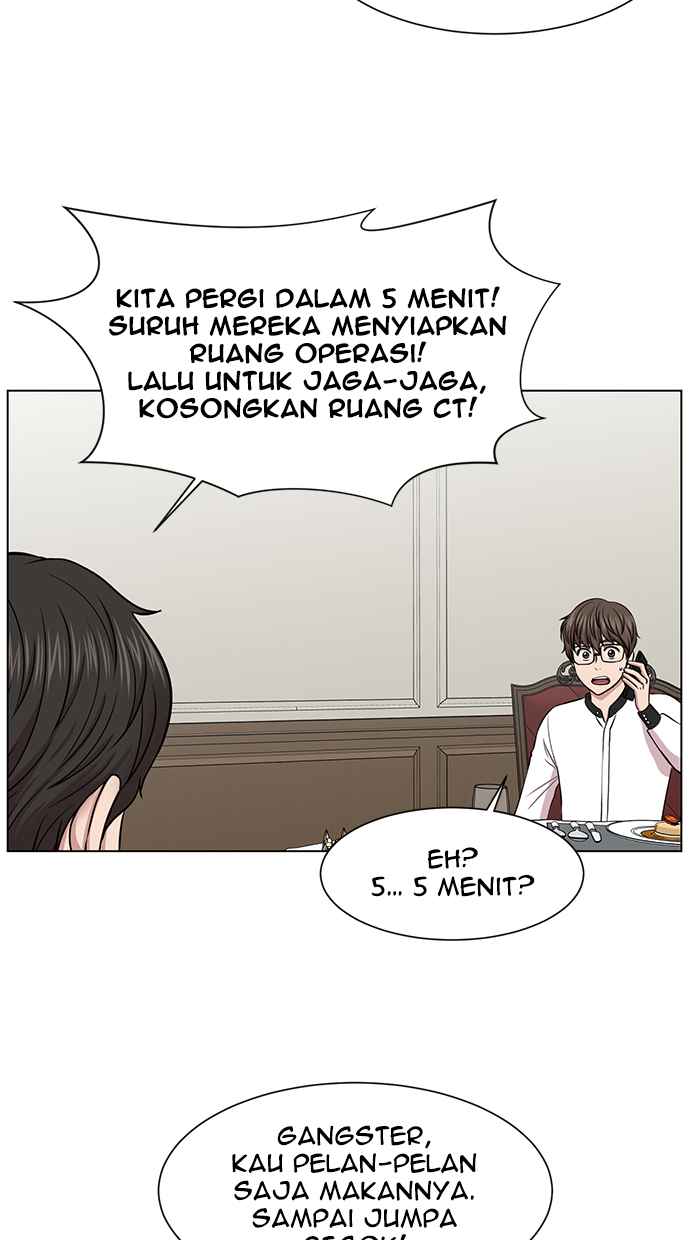 KITA PERGI DALAM 5 MENIT!
SURUH MEREKA MENYIAPKAN
RUANG OPERASI!
LALU UNTUK JAGA-JAGA,
KOSONGKAN RUANG CT!
EH?
5... 5 MENIT?
GANGSTER,
KAU PELAN-PELAN
SAJA MAKANNYA.
SAMPAI JUMPA